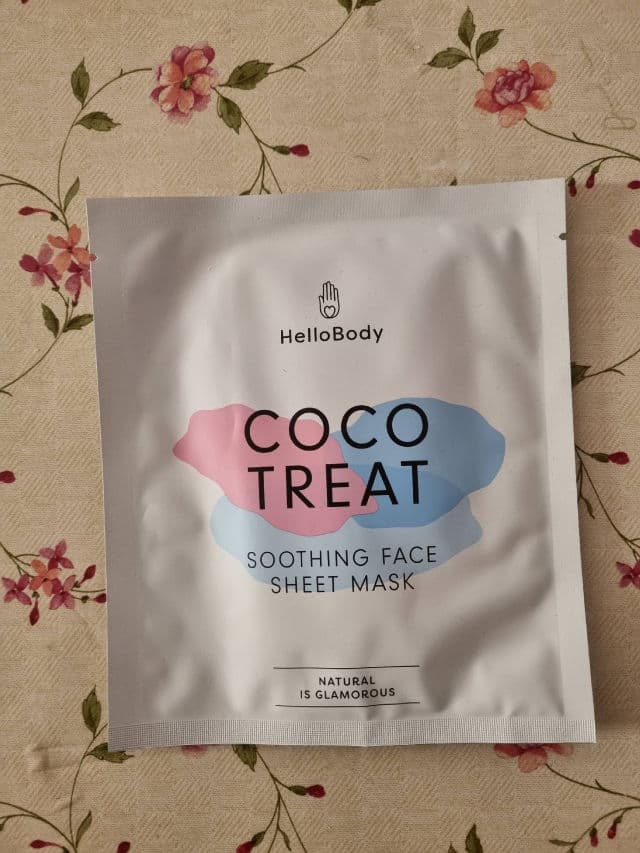 HelloBody
COCO
TREAT
SOOTHING FACE
SHEET MASK
NATURAL
IS GLAMOROUS